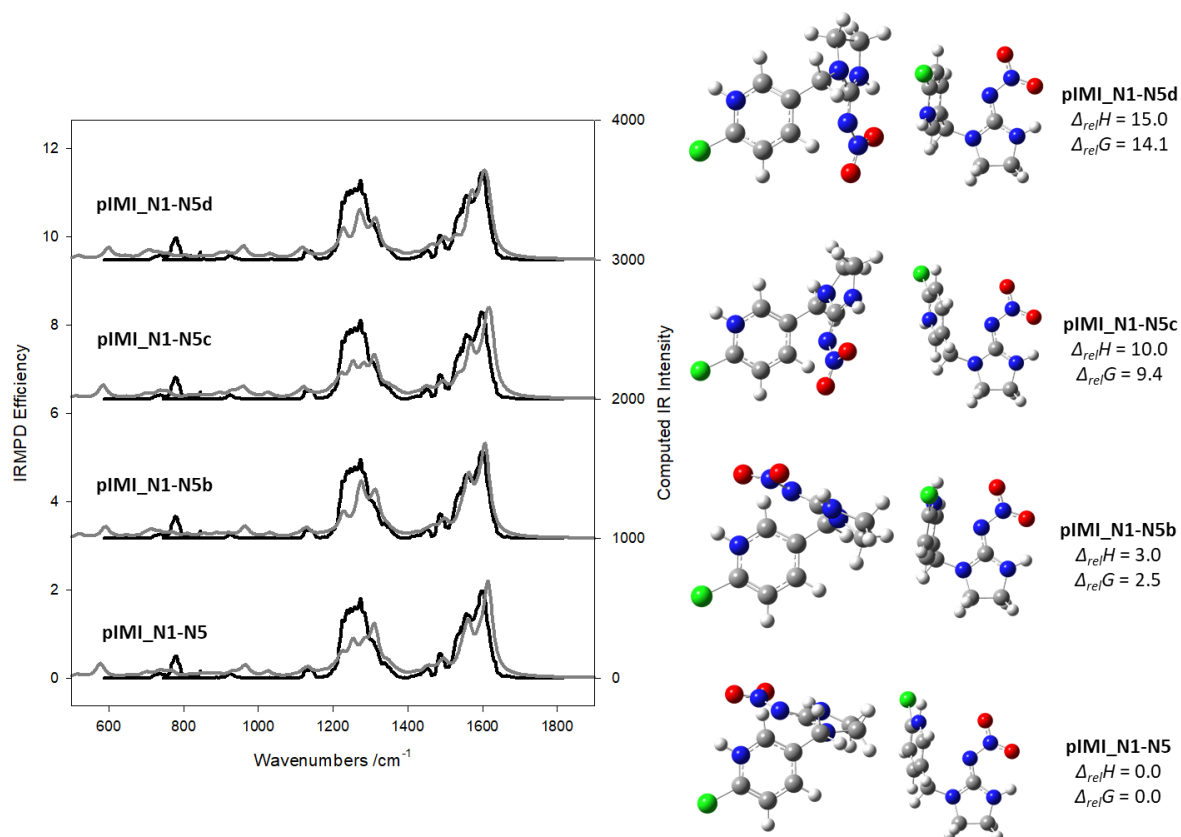 12
10
8
6
4
2
0
IRMPD Efficiency
pIMI_N1-N5d
pIMI_N1-N5c
pIMI_N1-N5b
pIMI_N1-N5
4000
3000
2000
1000
0
Computed IR Intensity
600 800 1000 1200 1400 1600 1800
Wavenumbers /cm⁻¹
pIMI_N1-N5d
ΔrelH = 15.0
ΔrelG = 14.1
pIMI_N1-N5c
ΔrelH = 10.0
ΔrelG = 9.4
pIMI_N1-N5b
ΔrelH = 3.0
ΔrelG = 2.5
pIMI_N1-N5
ΔrelH = 0.0
ΔrelG = 0.0